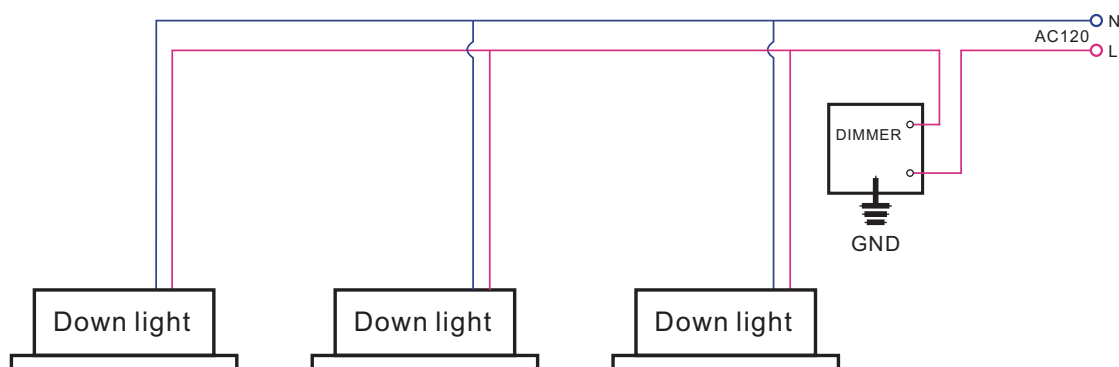 N
AC120
L
DIMMER
GND
Down light
Down light
Down light